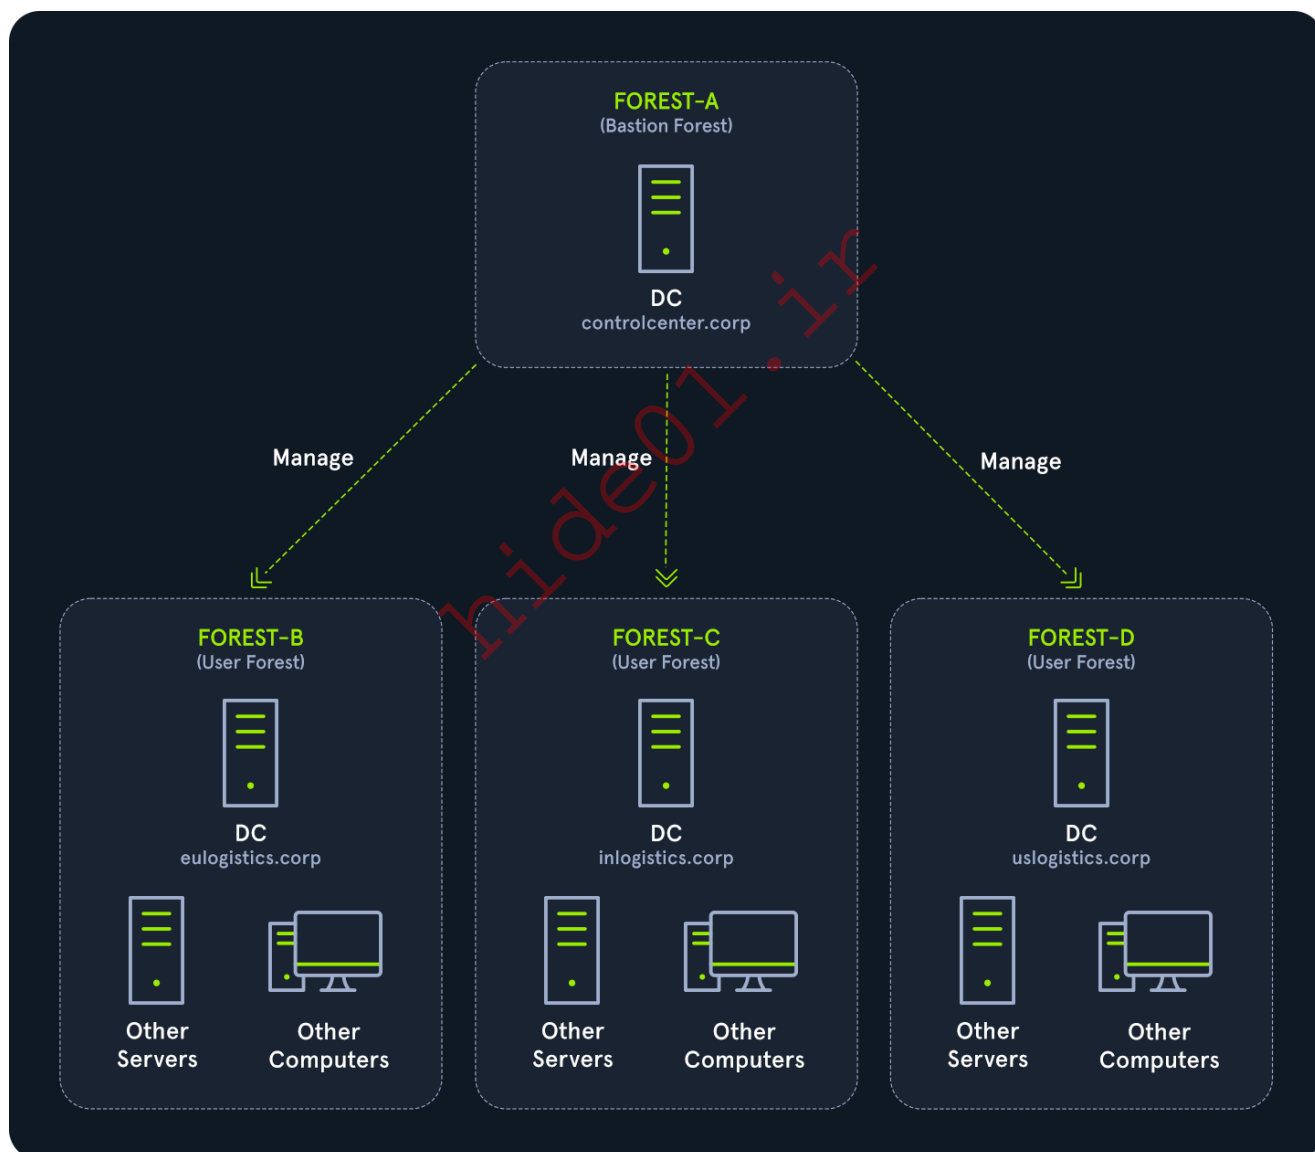 FOREST-A
(Bastion Forest)
DC
controlcenter.corp
Manage
Manage
Manage
hide01.ir
FOREST-B
(User Forest)
DC
eulogistics.corp
Other
Servers
Other
Computers
FOREST-C
(User Forest)
DC
inlogistics.corp
Other
Servers
Other
Computers
FOREST-D
(User Forest)
DC
uslogistics.corp
Other
Servers
Other
Computers